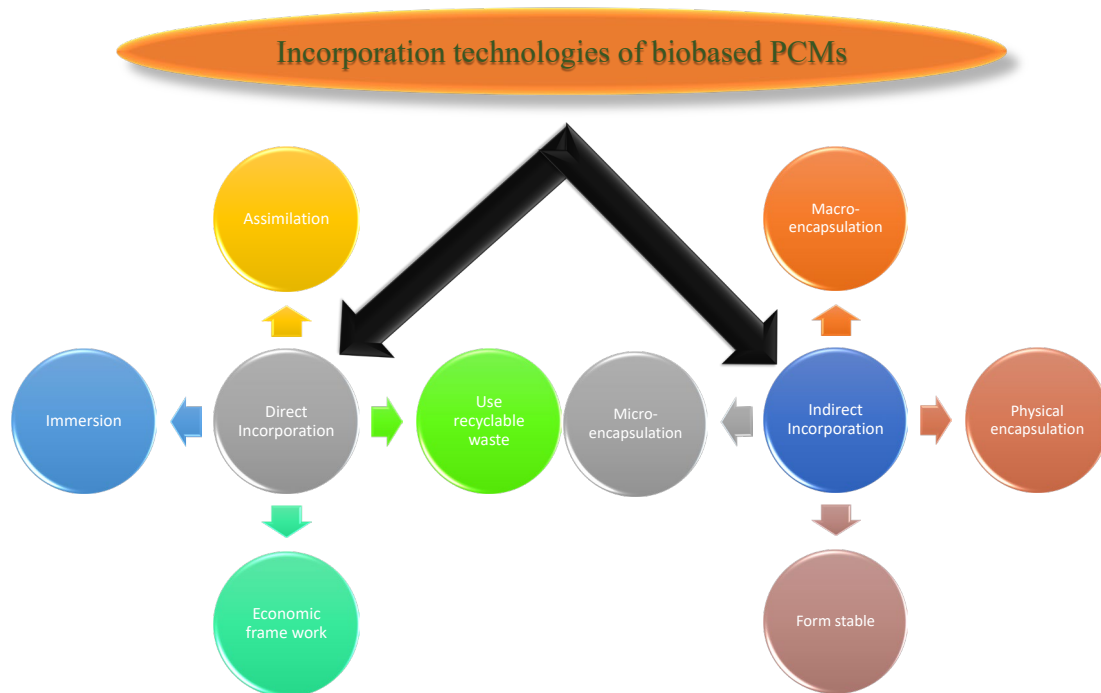 Incorporation technologies of biobased PCMs
Assimilation
Macro-
encapsulation
Immersion
Direct
Incorporation
Use
recyclable
waste
Micro-
encapsulation
Indirect
Incorporation
Physical
encapsulation
Economic
frame work
Form stable